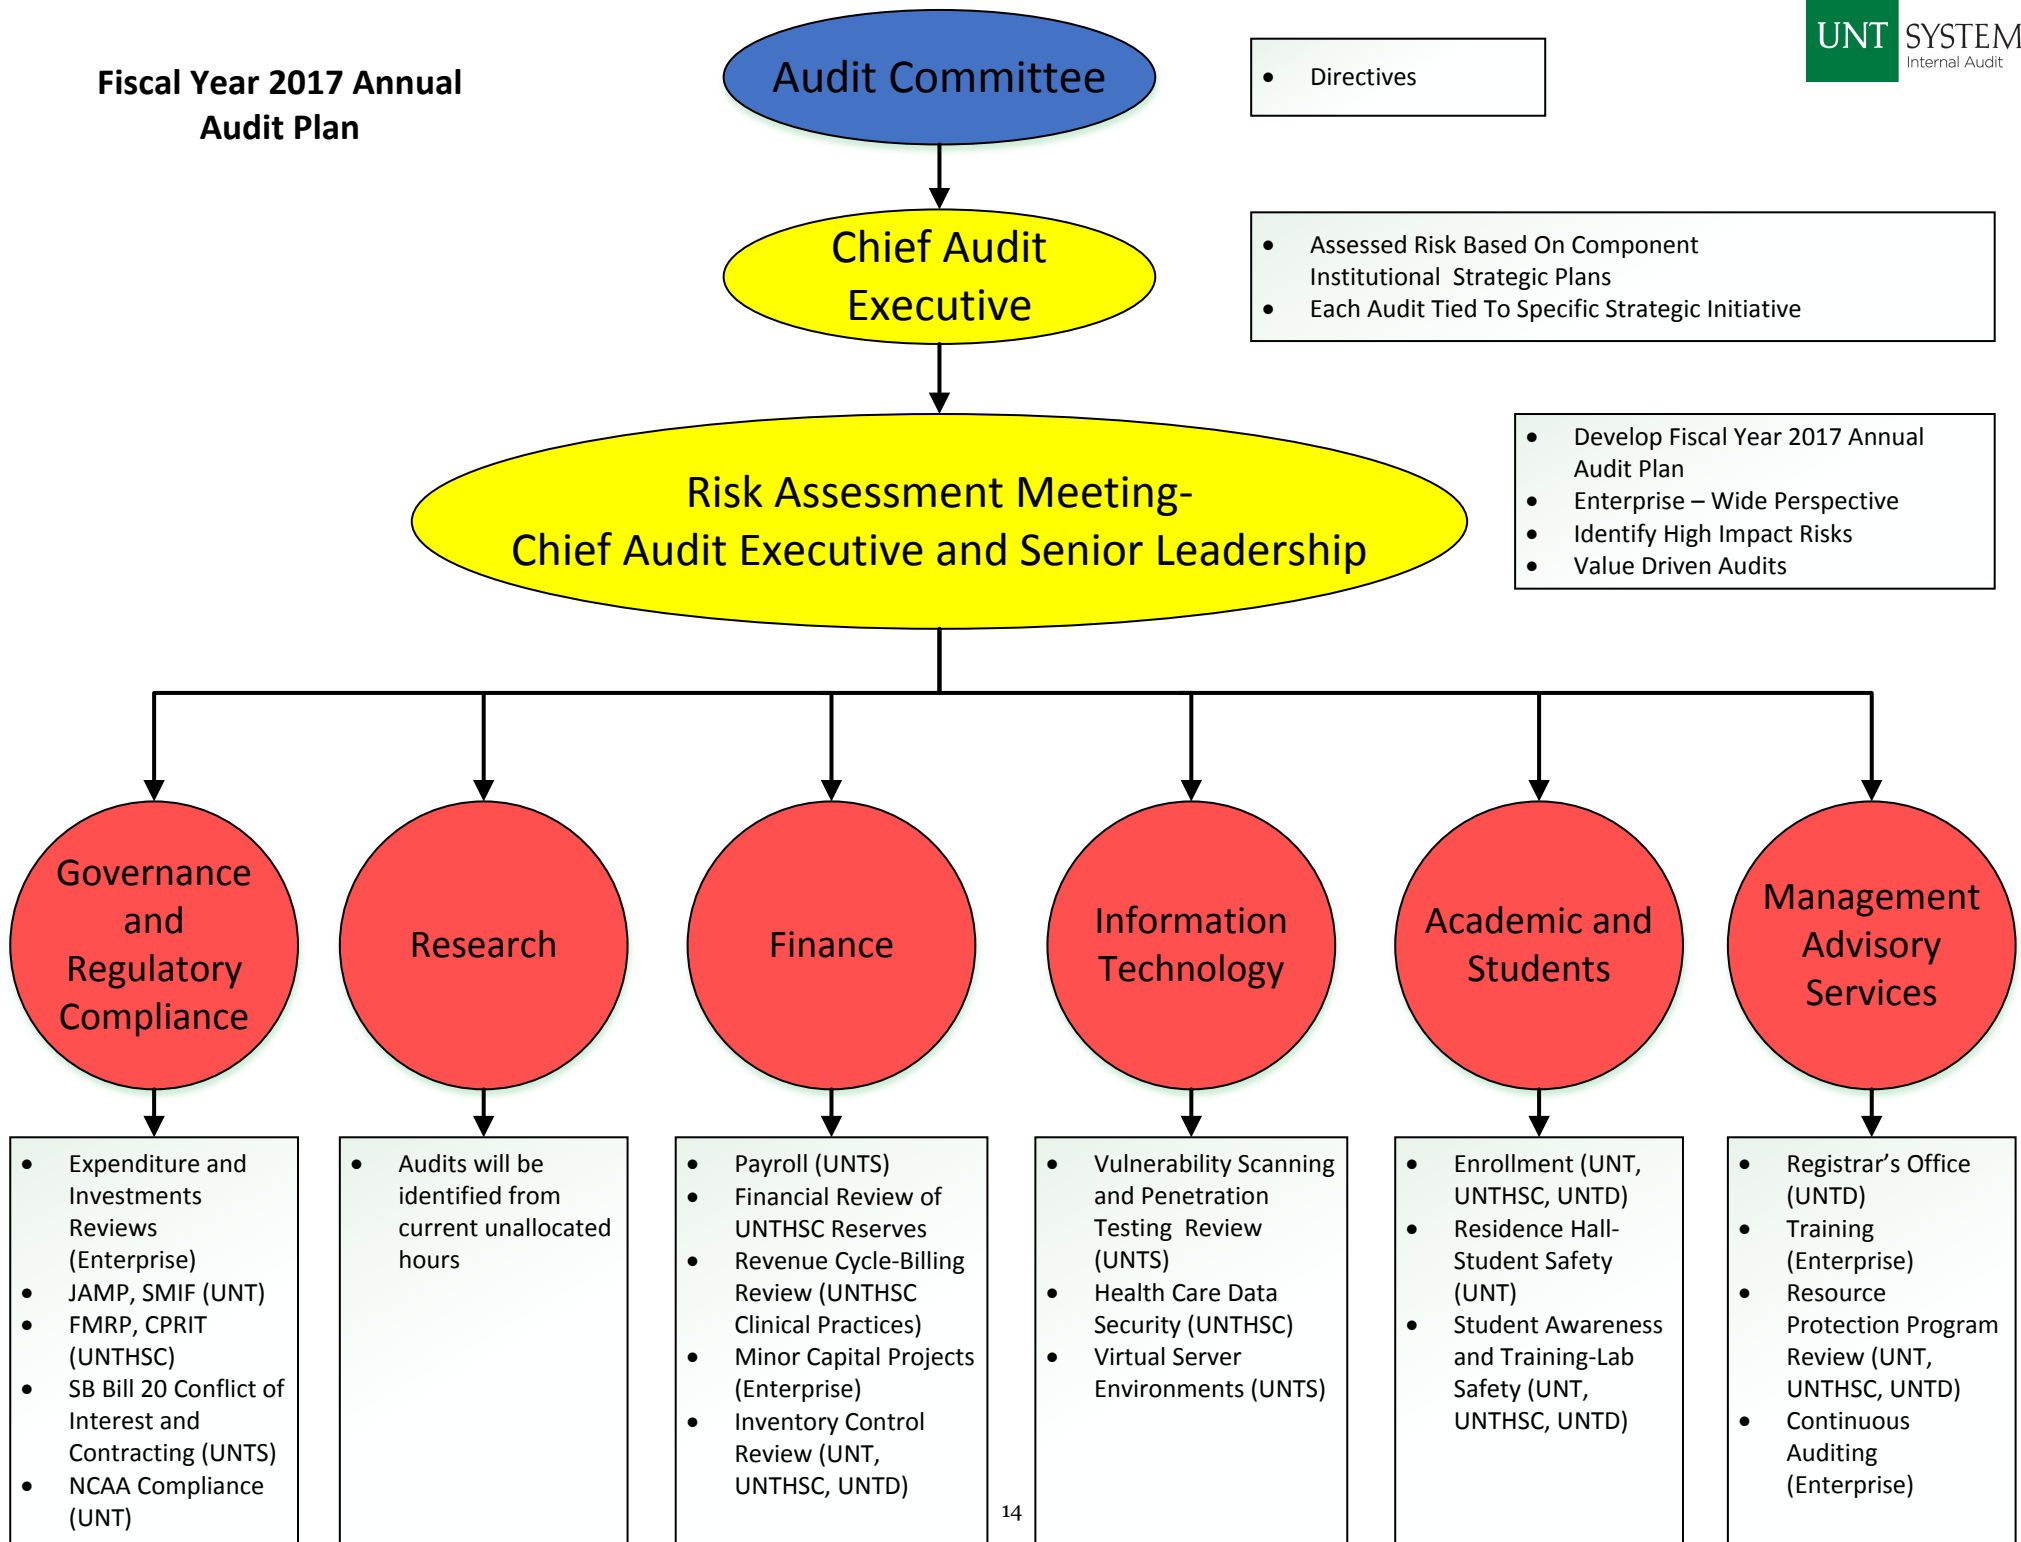 Fiscal Year 2017 Annual
Audit Plan
Audit Committee
• Directives
UNT SYSTEM
Internal Audit
Chief Audit
Executive
• Assessed Risk Based On Component
Institutional Strategic Plans
• Each Audit Tied To Specific Strategic Initiative
Risk Assessment Meeting-
Chief Audit Executive and Senior Leadership
• Develop Fiscal Year 2017 Annual
Audit Plan
• Enterprise – Wide Perspective
• Identify High Impact Risks
• Value Driven Audits
Governance
and
Regulatory
Compliance
Research
Finance
Information
Technology
Academic and
Students
Management
Advisory
Services
• Expenditure and
Investments
Reviews
(Enterprise)
• JAMP, SMIF (UNT)
• FMRP, CPRIT
(UNTHSC)
• SB Bill 20 Conflict of
Interest and
Contracting (UNTS)
• NCAA Compliance
(UNT)
• Audits will be
identified from
current unallocated
hours
• Payroll (UNTS)
• Financial Review of
UNTHSC Reserves
• Revenue Cycle-Billing
Review (UNTHSC
Clinical Practices)
• Minor Capital Projects
(Enterprise)
• Inventory Control
Review (UNT,
UNTHSC, UNTD)
• Vulnerability Scanning
and Penetration
Testing Review
(UNTS)
• Health Care Data
Security (UNTHSC)
• Virtual Server
Environments (UNTS)
• Enrollment (UNT,
UNTHSC, UNTD)
• Residence Hall-
Student Safety
(UNT)
• Student Awareness
and Training-Lab
Safety (UNT,
UNTHSC, UNTD)
• Registrar’s Office
(UNTD)
• Training
(Enterprise)
• Resource
Protection Program
Review (UNT,
UNTHSC, UNTD)
• Continuous
Auditing
(Enterprise)
14